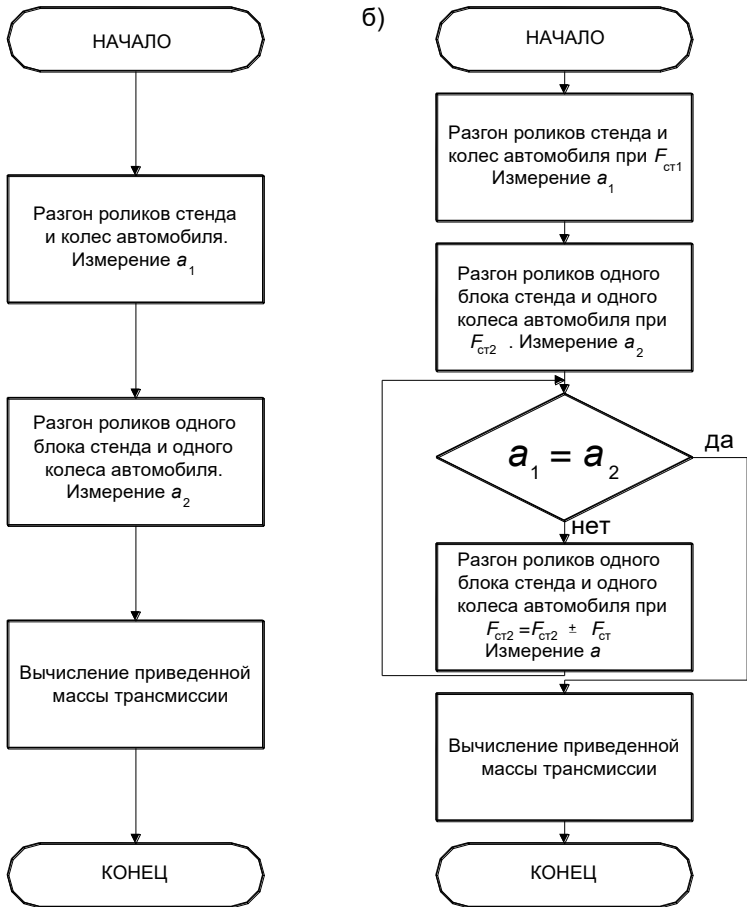 НАЧАЛО
Разгон роликов стенда
и колес автомобиля.
Измерение a₁
Разгон роликов одного
блока стенда и одного
колеса автомобиля.
Измерение a₂
Вычисление приведенной
массы трансмиссии
КОНЕЦ
б)
НАЧАЛО
Разгон роликов стенда и
колес автомобиля при Fст1
Измерение a₁
Разгон роликов одного
блока стенда и одного
колеса автомобиля при
Fст2 . Измерение a₂
a₁ = a₂
да
нет
Разгон роликов одного
блока стенда и одного
колеса автомобиля при
Fст2 =Fст2 ± Fст
Измерение a
Вычисление приведенной
массы трансмиссии
КОНЕЦ